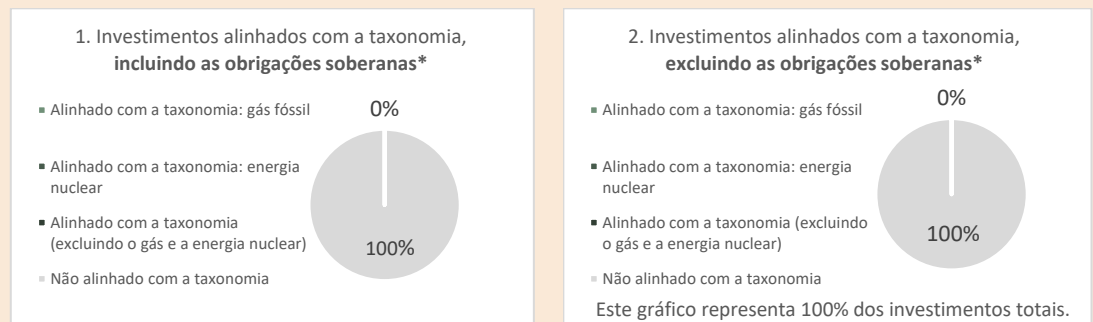 1. Investimentos alinhados com a taxonomia,
incluindo as obrigações soberanas*
Alinhado com a taxonomia: gás fóssil
Alinhado com a taxonomia: energia
nuclear
Alinhado com a taxonomia
(excluindo o gás e a energia nuclear)
Não alinhado com a taxonomia
0%
100%
2. Investimentos alinhados com a taxonomia,
excluindo as obrigações soberanas*
Alinhado com a taxonomia: gás fóssil
Alinhado com a taxonomia: energia
nuclear
Alinhado com a taxonomia (excluindo
o gás e a energia nuclear)
Não alinhado com a taxonomia
0%
100%
Este gráfico representa 100% dos investimentos totais.